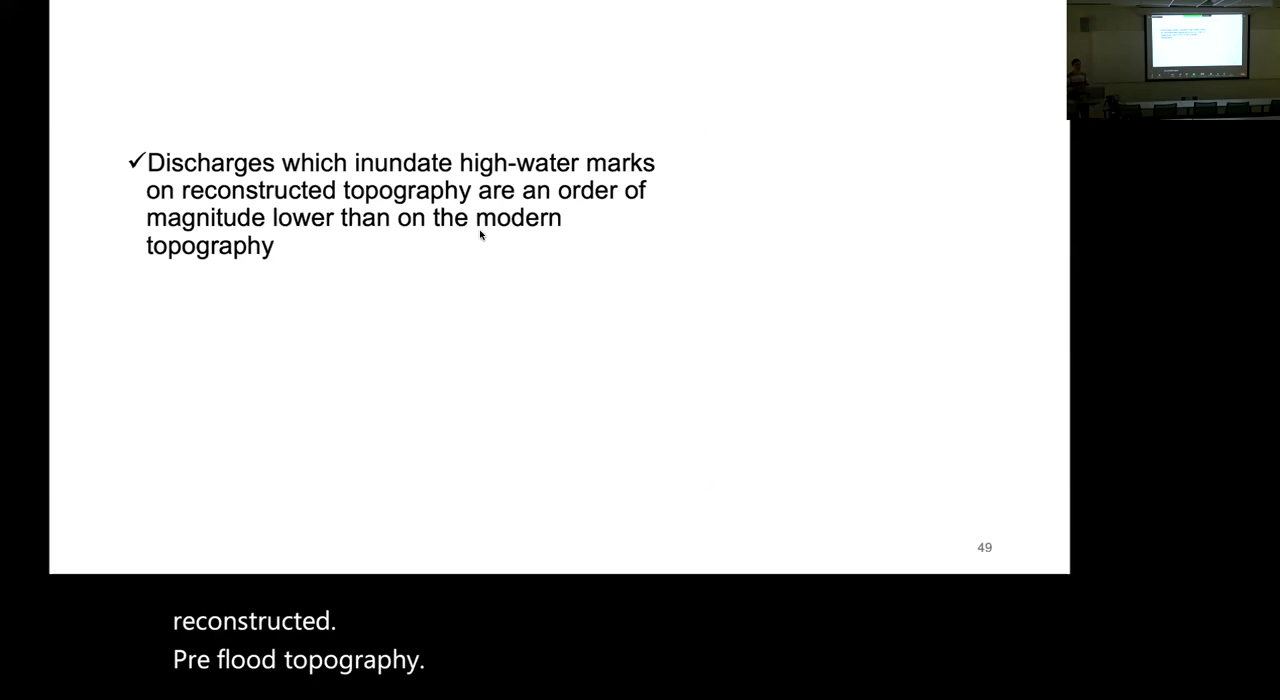 ✓Discharges which inundate high-water marks
on reconstructed topography are an order of
magnitude lower than on the modern
topography
49
reconstructed.
Pre flood topography.